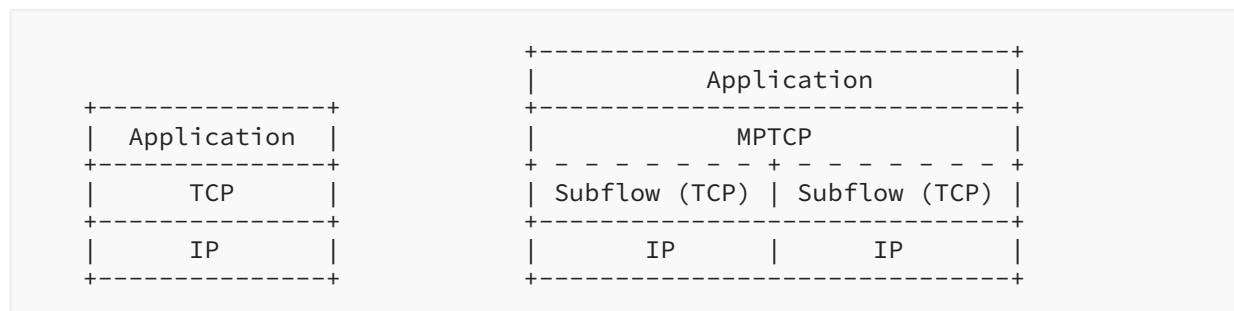 +-------------------------------+
                                |           Application         |
   +---------------+            +-------------------------------+
   |  Application  |            |             MPTCP             |
   +---------------+            + - - - - - - - + - - - - - - - +
   |      TCP      |            | Subflow (TCP) | Subflow (TCP) |
   +---------------+            +-------------------------------+
   |      IP       |            |       IP      |      IP       |
   +---------------+            +-------------------------------+